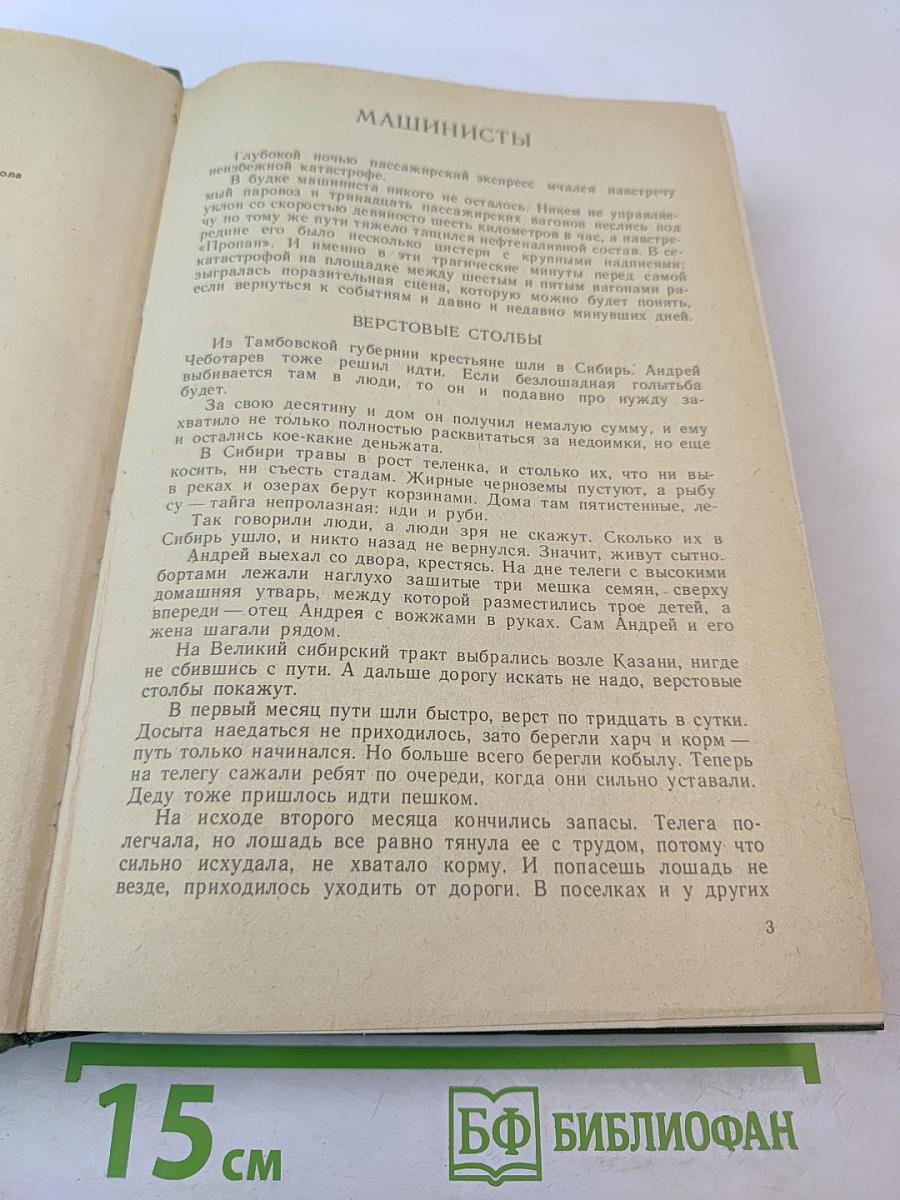 ола
МАШИНИСТЫ
Глубокой ночью пассажирский экспресс мчался навстречу
неизбежной катастрофе.
В будке машиниста никого не осталось. Никем не управляе-
мый паровоз и тринадцать пассажирских вагонов неслись под
уклон со скоростью девяносто шесть километров в час, а навстре-
чу по тому же пути тяжело тащился нефтеналивной состав. В се-
редине его было несколько цистерн с крупными надписями:
«Пропан». И именно в эти трагические минуты перед самой
катастрофой на площадке между шестым и пятым вагонами ра-
зыгралась поразительная сцена, которую можно будет понять,
если вернуться к событиям и давно и недавно минувших дней.
ВЕРСТОВЫЕ СТОЛБЫ
Из Тамбовской губернии крестьяне шли в Сибирь. Андрей
Чеботарев тоже решил идти. Если безлошадная голытьба
выбивается там в люди, то он и подавно про нужду за-
будет.
За свою десятину и дом он получил немалую сумму, и ему
хватило не только полностью расквитаться за недоимки, но еще
и остались кое-какие деньжата.
В Сибири травы в рост теленка, и столько их, что ни вы-
косить, ни съесть стадам. Жирные черноземы пустуют, а рыбу
в реках и озерах берут корзинами. Дома там пятистенные, ле-
су — тайга непролазная: иди и руби.
Так говорили люди, а люди зря не скажут. Сколько их в
Сибирь ушло, и никто назад не вернулся. Значит, живут сытно.
Андрей выехал со двора, крестясь. На дне телеги с высокими
бортами лежали наглухо зашитые три мешка семян, сверху
домашняя утварь, между которой разместились трое детей, а
впереди — отец Андрея с вожжами в руках. Сам Андрей и его
жена шагали рядом.
На Великий сибирский тракт выбрались возле Казани, нигде
не сбившись с пути. А дальше дорогу искать не надо, верстовые
столбы покажут.
В первый месяц пути шли быстро, верст по тридцать в сутки.
Досыта наедаться не приходилось, зато берегли харч и корм —
путь только начинался. Но больше всего берегли кобылу. Теперь
на телегу сажали ребят по очереди, когда они сильно уставали.
Деду тоже пришлось идти пешком.
На исходе второго месяца кончились запасы. Телега по-
легчала, но лошадь все равно тянула ее с трудом, потому что
сильно исхудала, не хватало корму. И попасешь лошадь не
везде, приходилось уходить от дороги. В поселках и у других
3
15 см
БФ БИБЛИОФАН